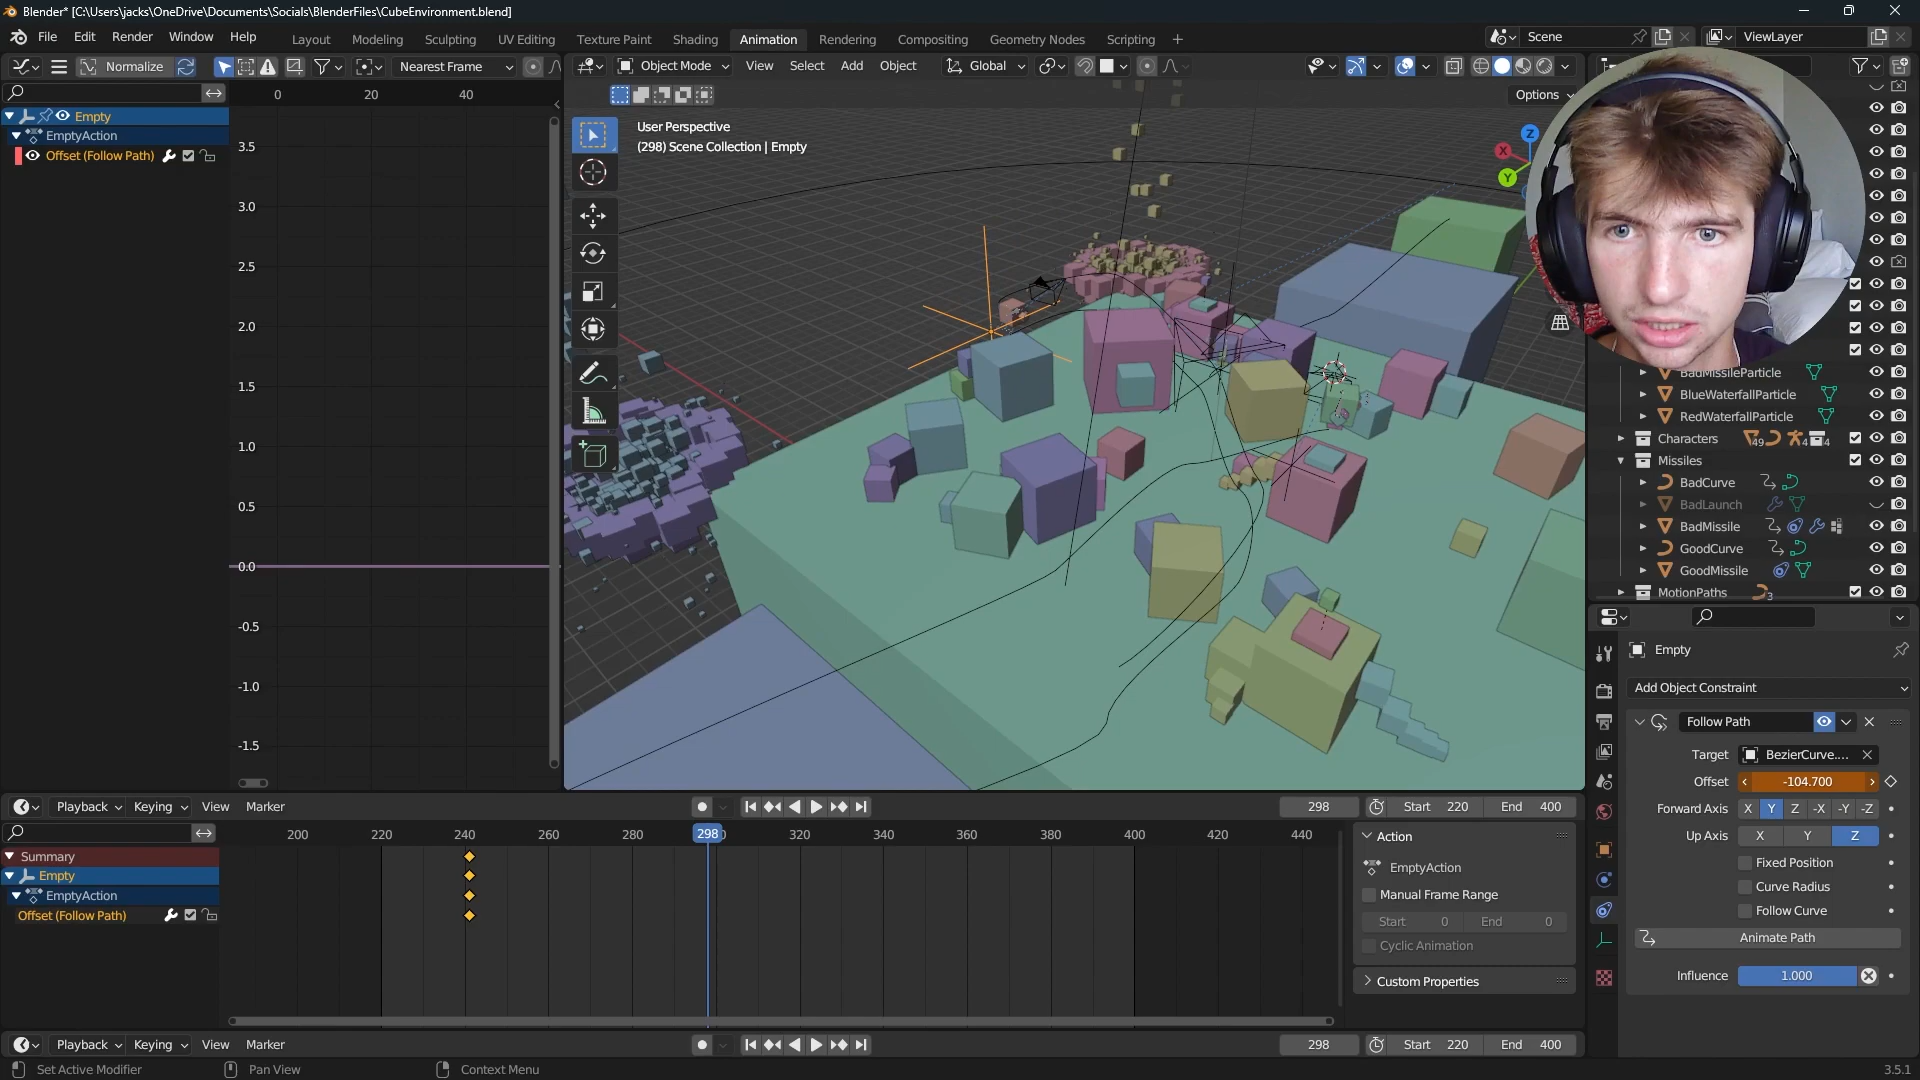 Blender* [C:\Users\jacks\OneDrive\Documents\Socials\BlenderFiles\CubeEnvironment.blend]
File Edit Render Window Help Layout Modeling Sculpting UV Editing Texture Paint Shading Animation Rendering Compositing Geometry Nodes Scripting + Scene ViewLayer
Normalize Nearest Frame Object Mode View Select Add Object Global
Options
0 20 40
Empty
EmptyAction
Offset (Follow Path)
3.5
3.0
2.5
2.0
1.5
1.0
0.5
0.0
-0.5
-1.0
-1.5
User Perspective
(298) Scene Collection | Empty
Z
X
Y
BadMissileParticle
BlueWaterfallParticle
RedWaterfallParticle
Characters 49 4 4
Missiles
BadCurve
BadLaunch
BadMissile
GoodCurve
GoodMissile
MotionPaths 3
Empty
Add Object Constraint
Follow Path
Target BezierCurve....
Offset -104.700
Forward Axis X Y Z -X -Y -Z
Up Axis X Y Z
Fixed Position
Curve Radius
Follow Curve
Animate Path
Influence 1.000
Playback Keying View Marker 298 Start 220 End 400
200 220 240 260 280 298 320 340 360 380 400 420 440
Summary
Empty
EmptyAction
Offset (Follow Path)
Action
EmptyAction
Manual Frame Range
Start 0 End 0
Cyclic Animation
Custom Properties
Playback Keying View Marker 298 Start 220 End 400
Set Active Modifier Pan View Context Menu 3.5.1